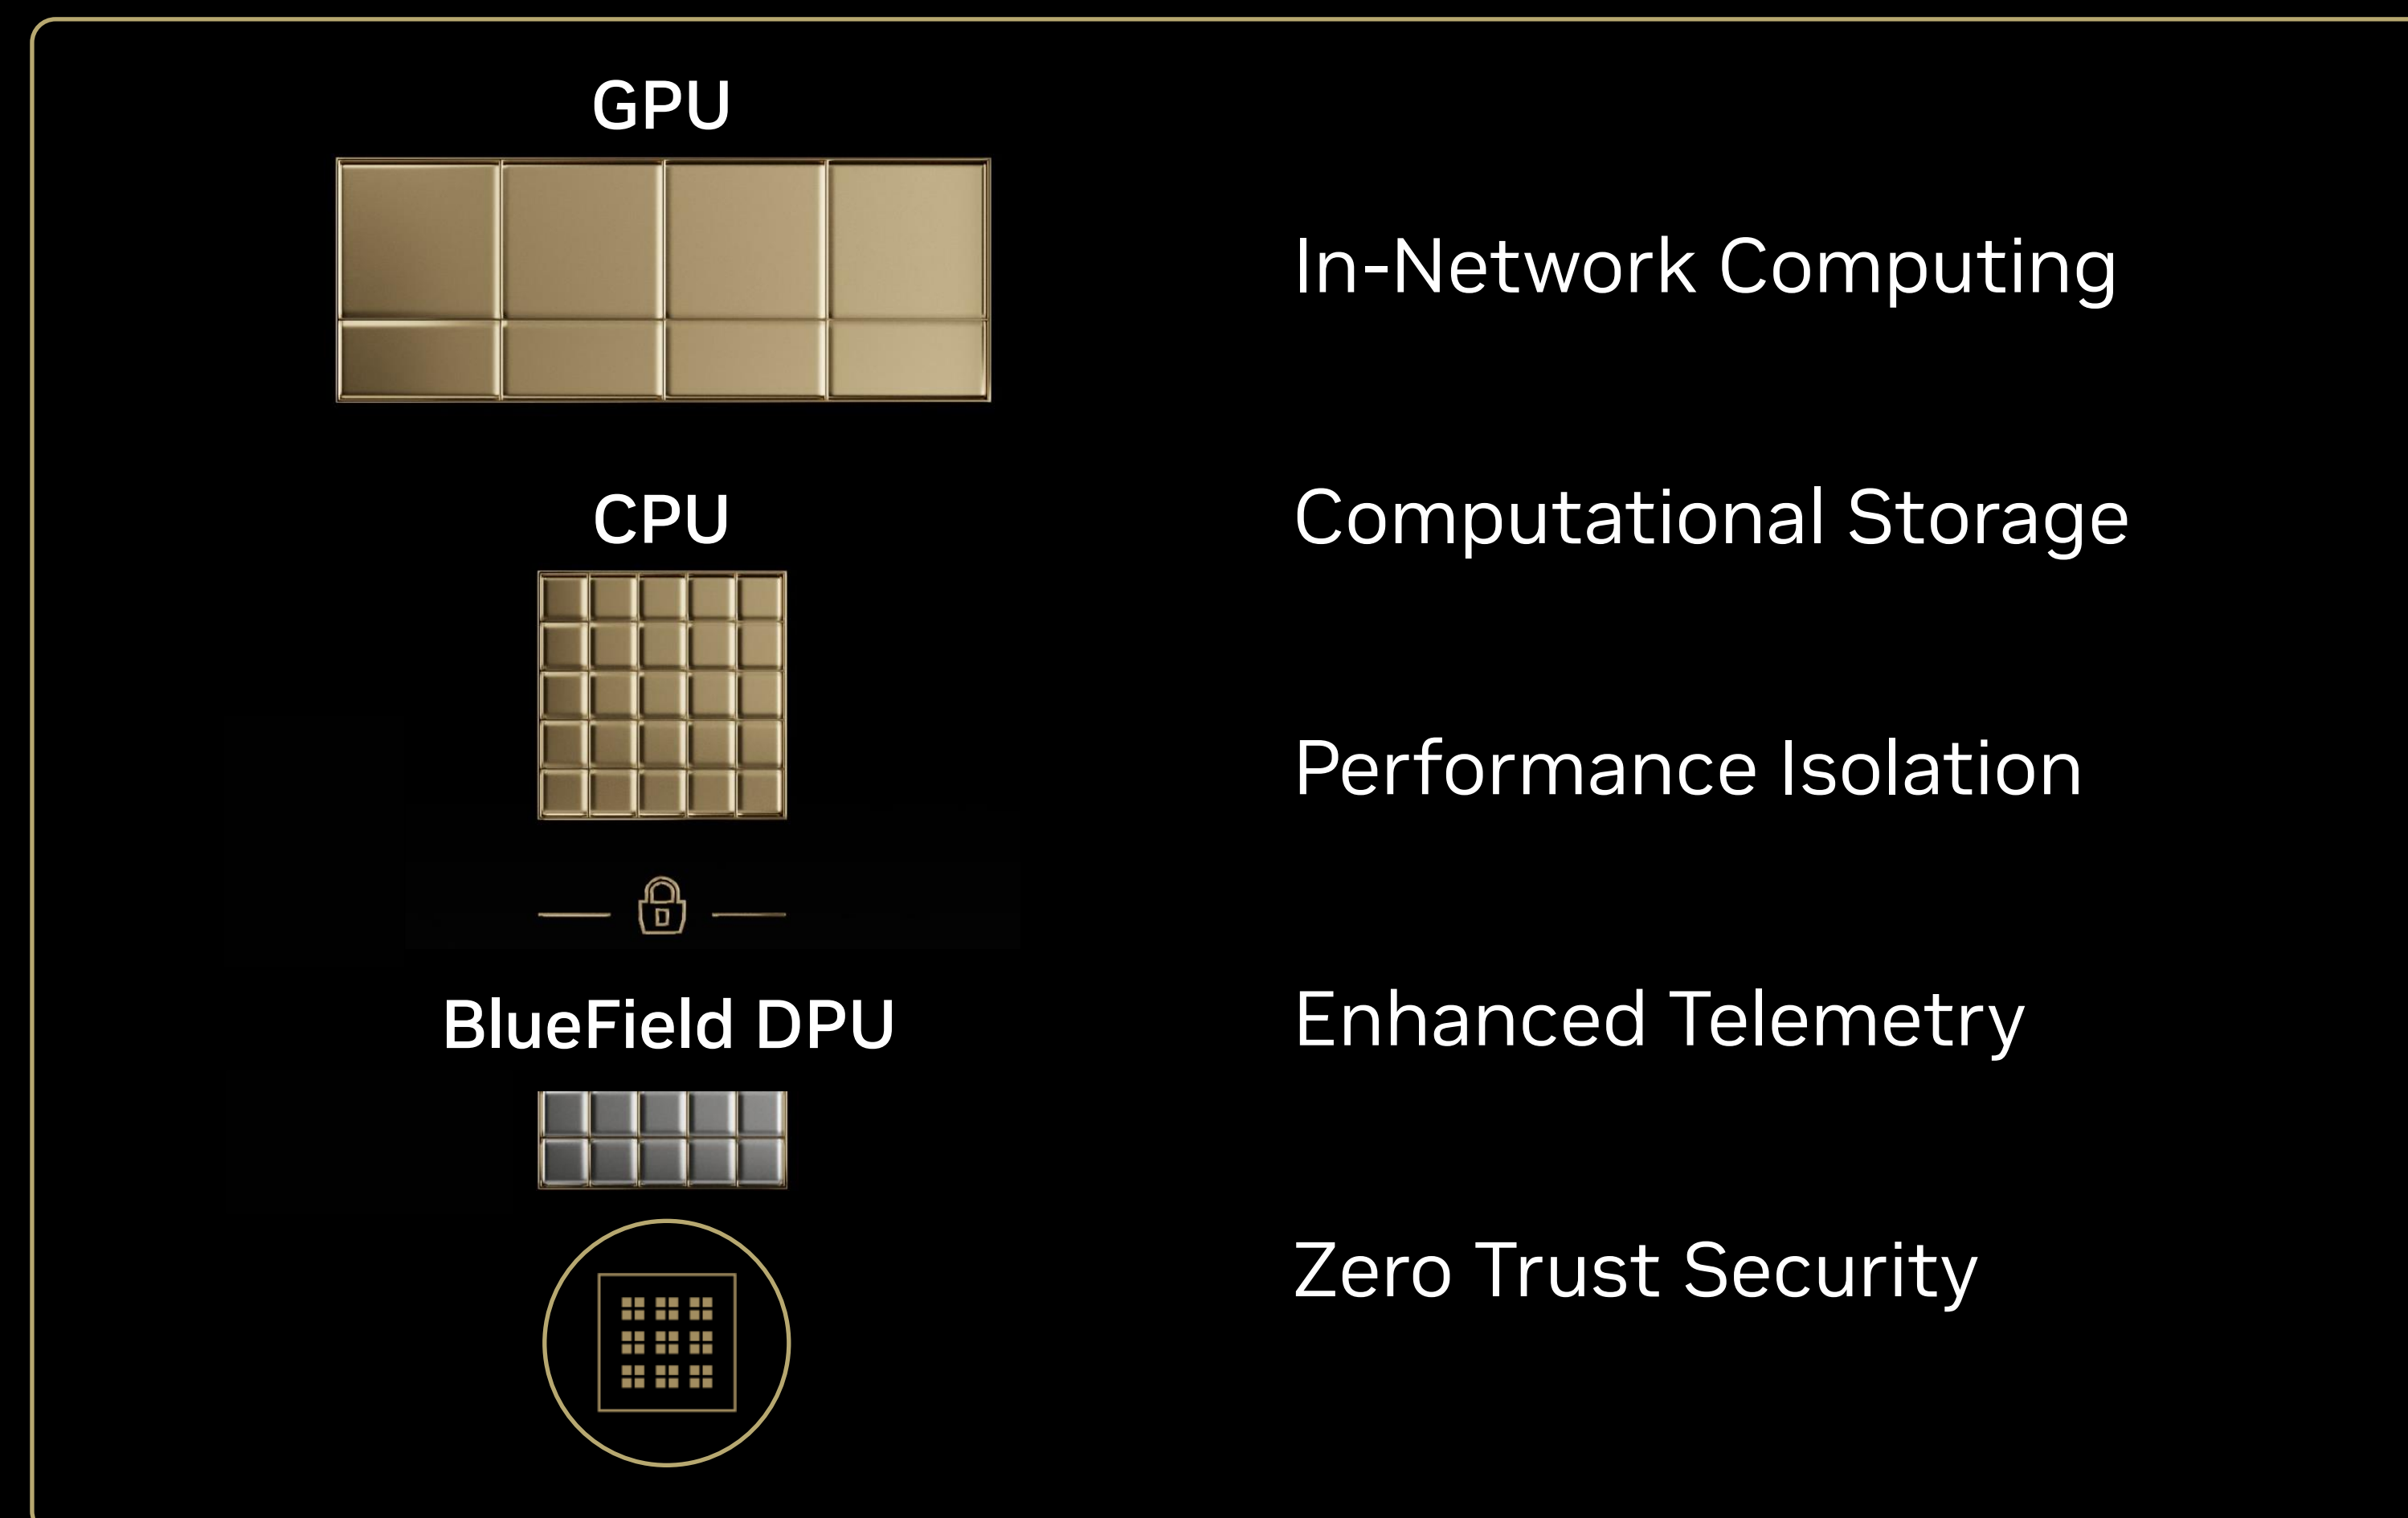 GPU
In-Network Computing
CPU
Computational Storage
Performance Isolation
BlueField DPU
Enhanced Telemetry
Zero Trust Security